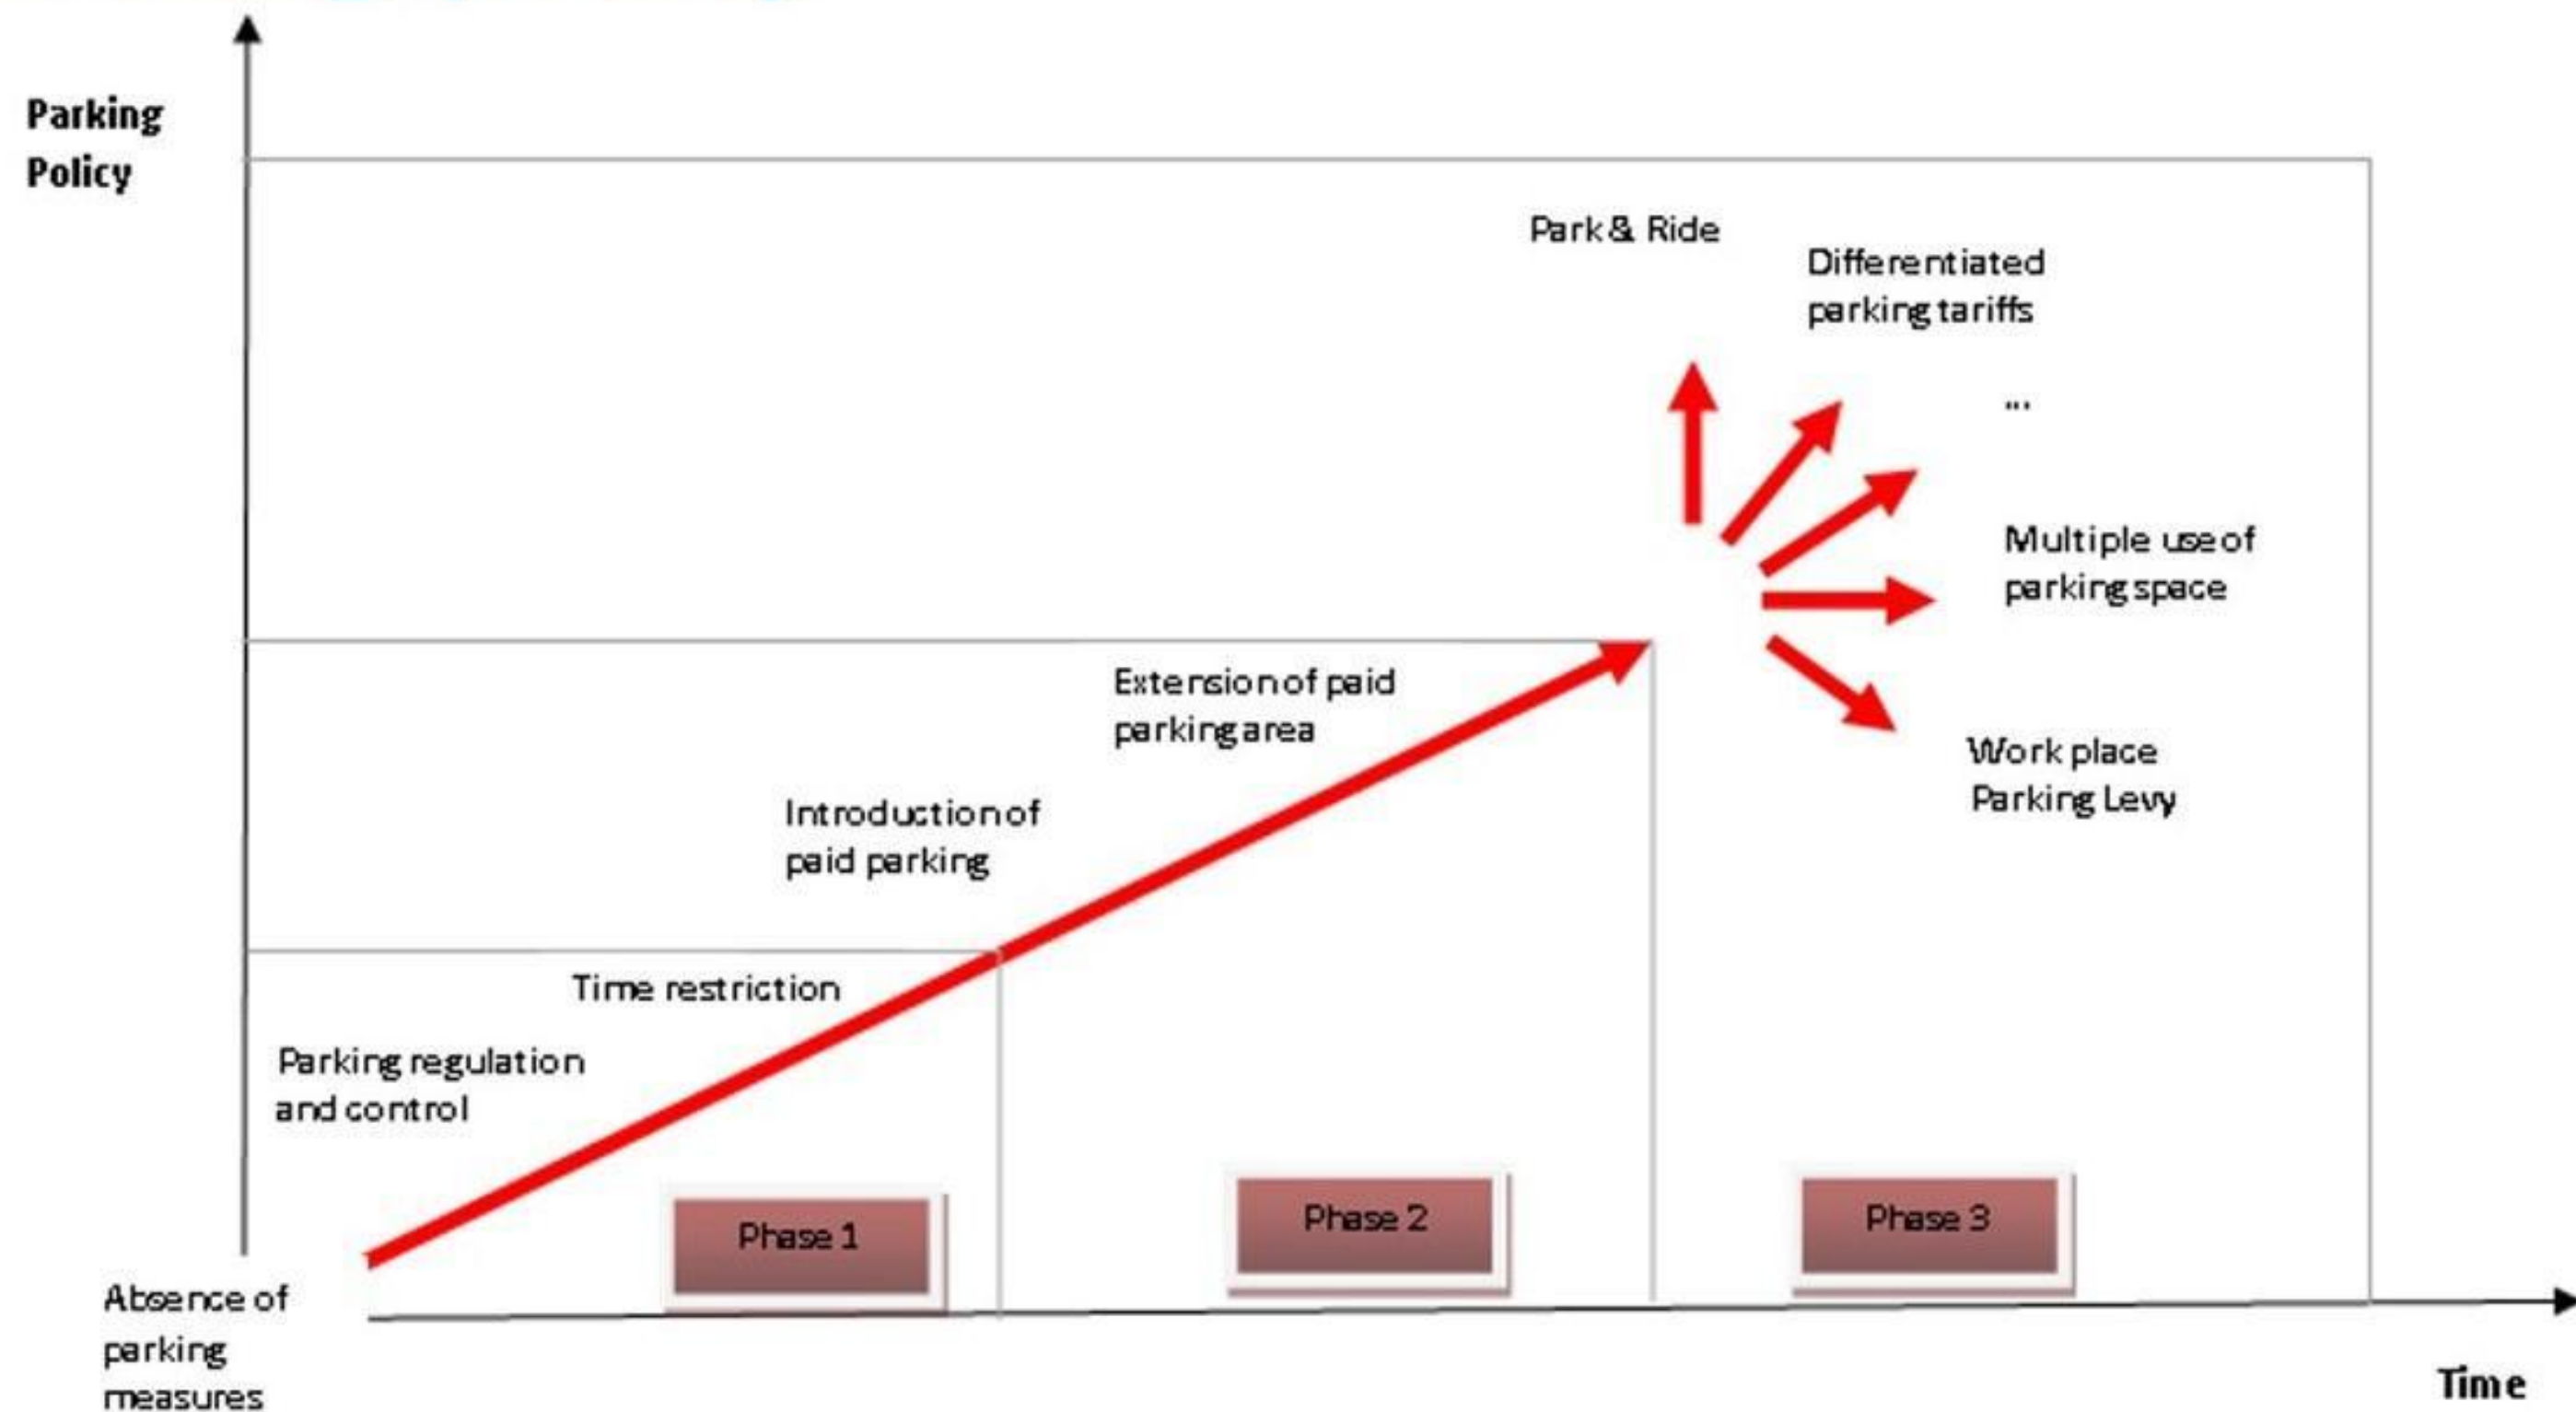 Parking
Policy
Park & Ride
Differentiated
parking tariffs
...
Multiple use of
parking space
Extension of paid
parking area
Work place
Parking Levy
Introduction of
paid parking
Time restriction
Parking regulation
and control
Phase 1
Phase 2
Phase 3
Absence of
parking
measures
Time